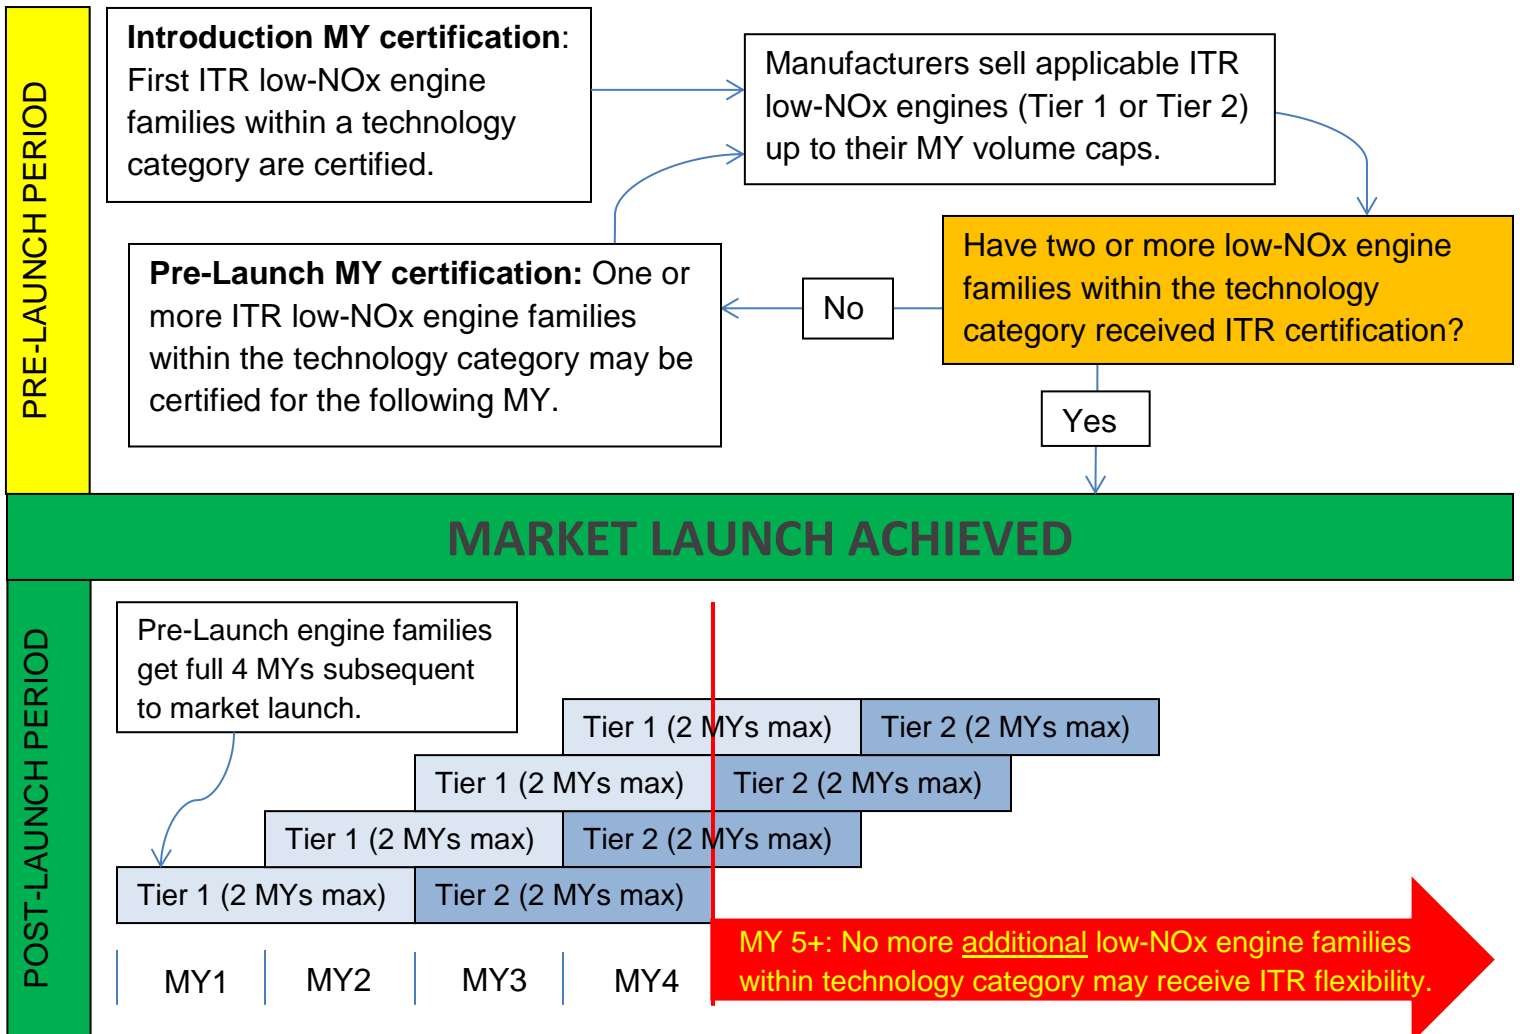 PRE-LAUNCH PERIOD
Introduction MY certification:
First ITR low-NOx engine
families within a technology
category are certified.
Manufacturers sell applicable ITR
low-NOx engines (Tier 1 or Tier 2)
up to their MY volume caps.
Have two or more low-NOx engine
families within the technology
category received ITR certification?
No
Pre-Launch MY certification: One or
more ITR low-NOx engine families
within the technology category may be
certified for the following MY.
Yes
MARKET LAUNCH ACHIEVED
POST-LAUNCH PERIOD
Pre-Launch engine families
get full 4 MYs subsequent
to market launch.
Tier 1 (2 MYs max) Tier 2 (2 MYs max)
Tier 1 (2 MYs max) Tier 2 (2 MYs max)
Tier 1 (2 MYs max) Tier 2 (2 MYs max)
Tier 1 (2 MYs max) Tier 2 (2 MYs max)
MY1 MY2 MY3 MY4
MY 5+: No more additional low-NOx engine families
within technology category may receive ITR flexibility.